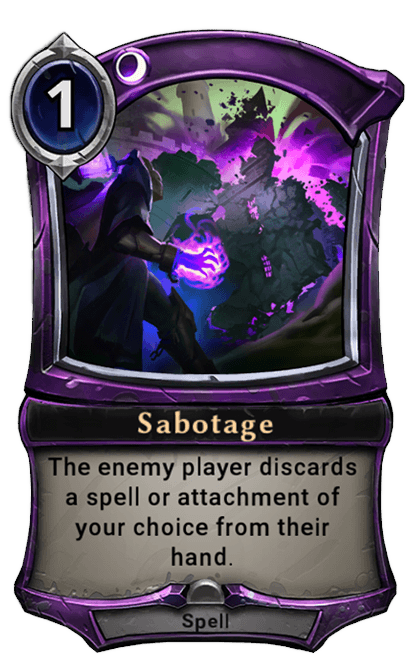 1
Sabotage
The enemy player discards
a spell or attachment of
your choice from their
hand.
Spell